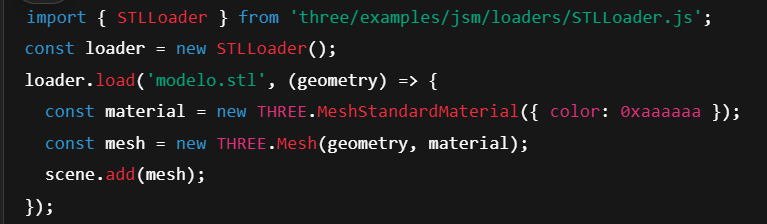 import { STLLoader } from 'three/examples/jsm/loaders/STLLoader.js';
const loader = new STLLoader();
loader.load('modelo.stl', (geometry) => {
  const material = new THREE.MeshStandardMaterial({ color: 0xaaaaaa });
  const mesh = new THREE.Mesh(geometry, material);
  scene.add(mesh);
});